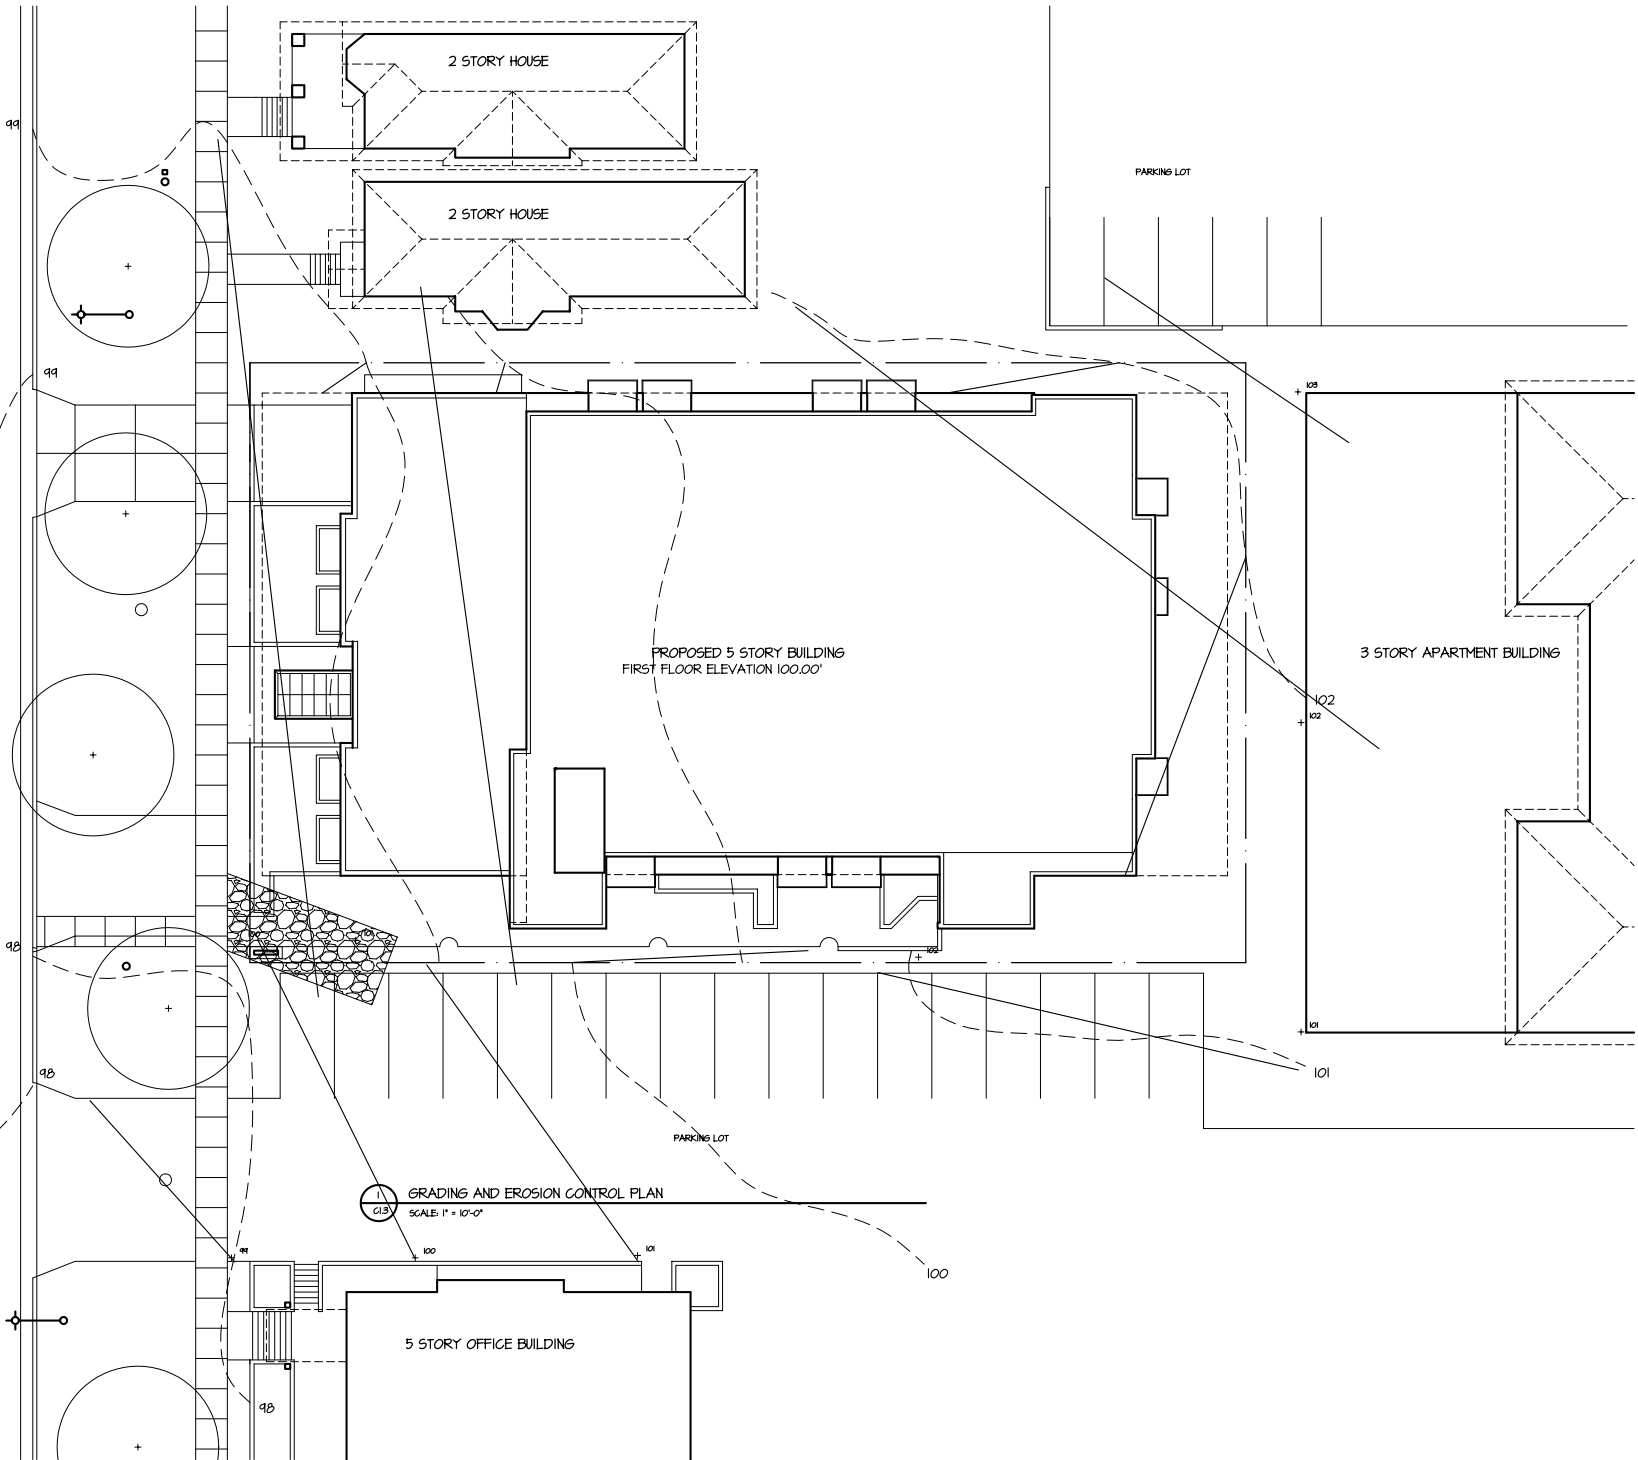 2 STORY HOUSE
99
PARKING LOT
2 STORY HOUSE
99
103
PROPOSED 5 STORY BUILDING
FIRST FLOOR ELEVATION 100.00'
3 STORY APARTMENT BUILDING
102
102
100
101
98
102
101
98
101
PARKING LOT
1
C1.3
GRADING AND EROSION CONTROL PLAN
SCALE: 1" = 10'-0"
99
100
101
100
5 STORY OFFICE BUILDING
98